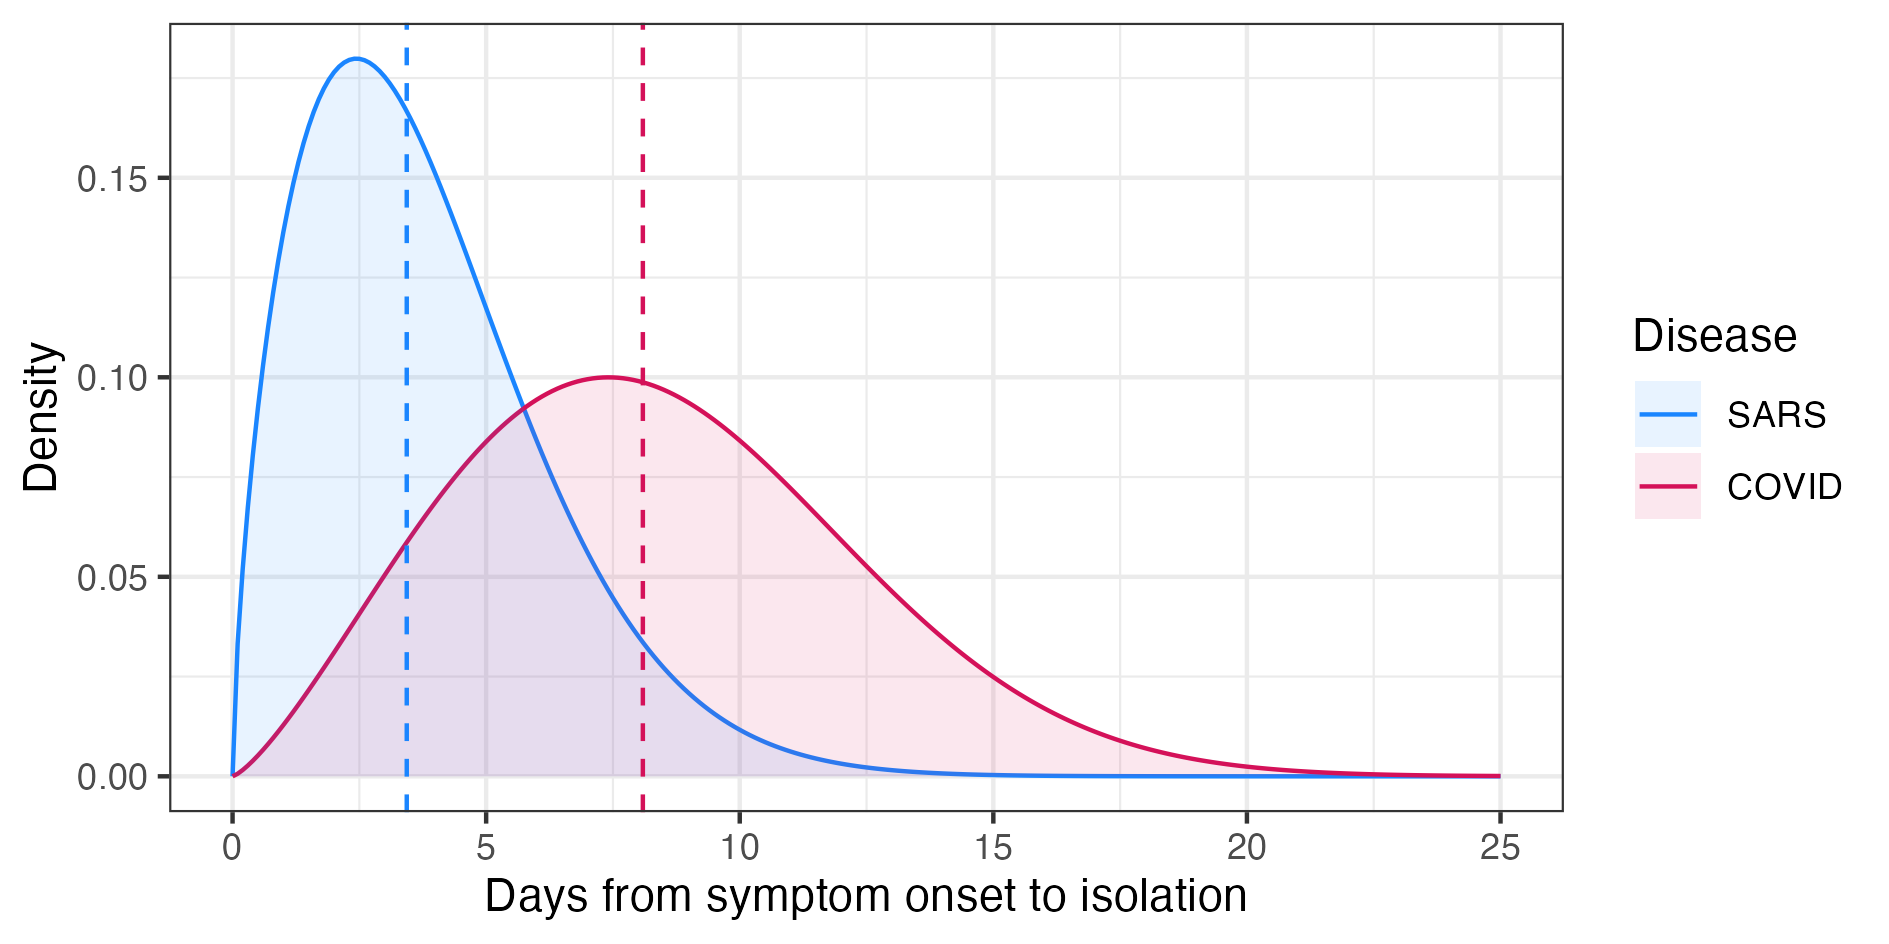 Density
0.15
0.10
0.05
0.00
0 5 10 15 20 25
Days from symptom onset to isolation
Disease
SARS
COVID